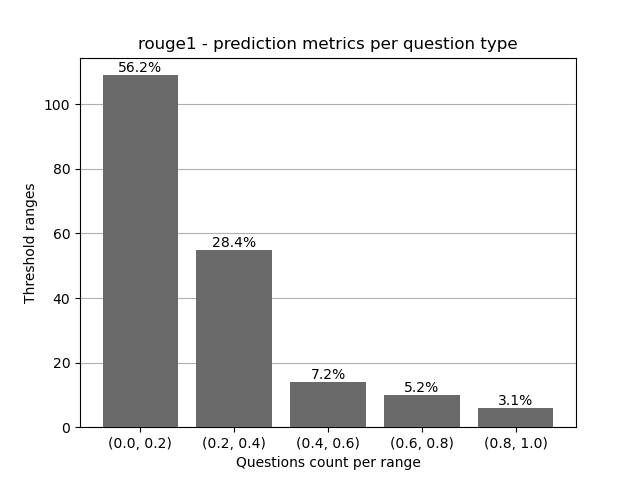 rouge1 - prediction metrics per question type
56.2%
28.4%
7.2%
5.2%
3.1%
100
80
60
40
20
0
Threshold ranges
(0.0, 0.2) (0.2, 0.4) (0.4, 0.6) (0.6, 0.8) (0.8, 1.0)
Questions count per range